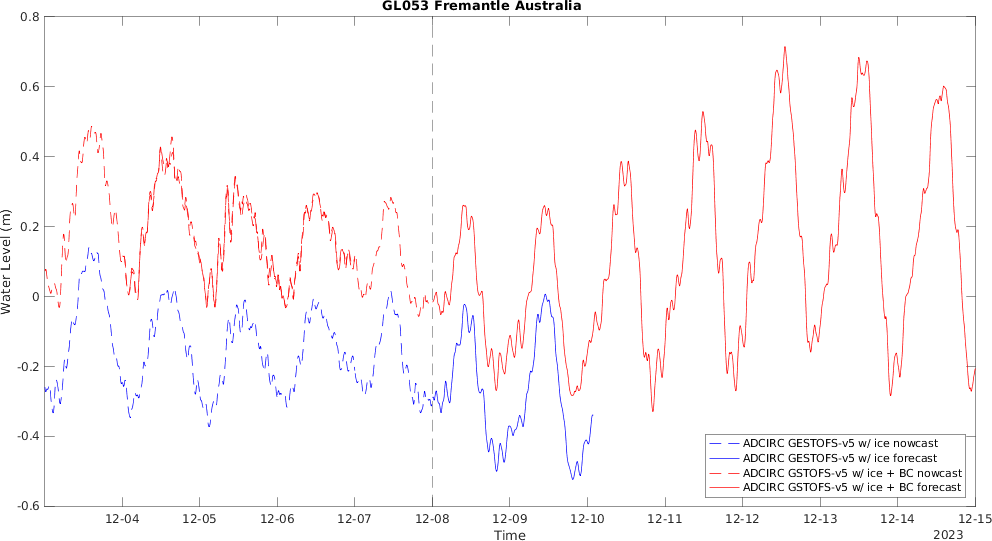 GL053 Fremantle Australia
0.8
0.6
0.4
0.2
0
-0.2
-0.4
-0.6
Water Level (m)
ADCIRC GESTOFS-v5 w/ ice nowcast
ADCIRC GESTOFS-v5 w/ ice forecast
ADCIRC GSTOFS-v5 w/ ice + BC nowcast
ADCIRC GSTOFS-v5 w/ ice + BC forecast
12-04 12-05 12-06 12-07 12-08 12-09 12-10 12-11 12-12 12-13 12-14 12-15
Time
2023